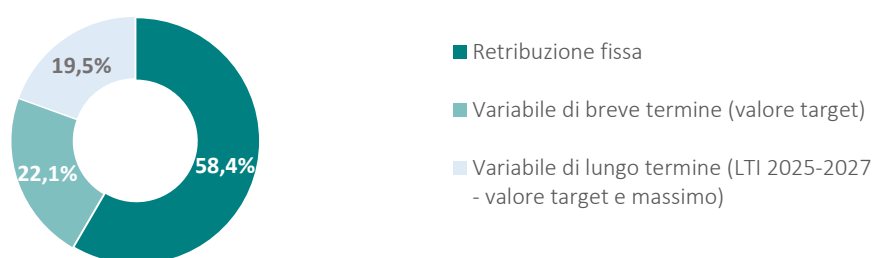 19,5%
58,4%
22,1%
Retribuzione fissa
Variabile di breve termine (valore target)
Variabile di lungo termine (LTI 2025-2027
- valore target e massimo)